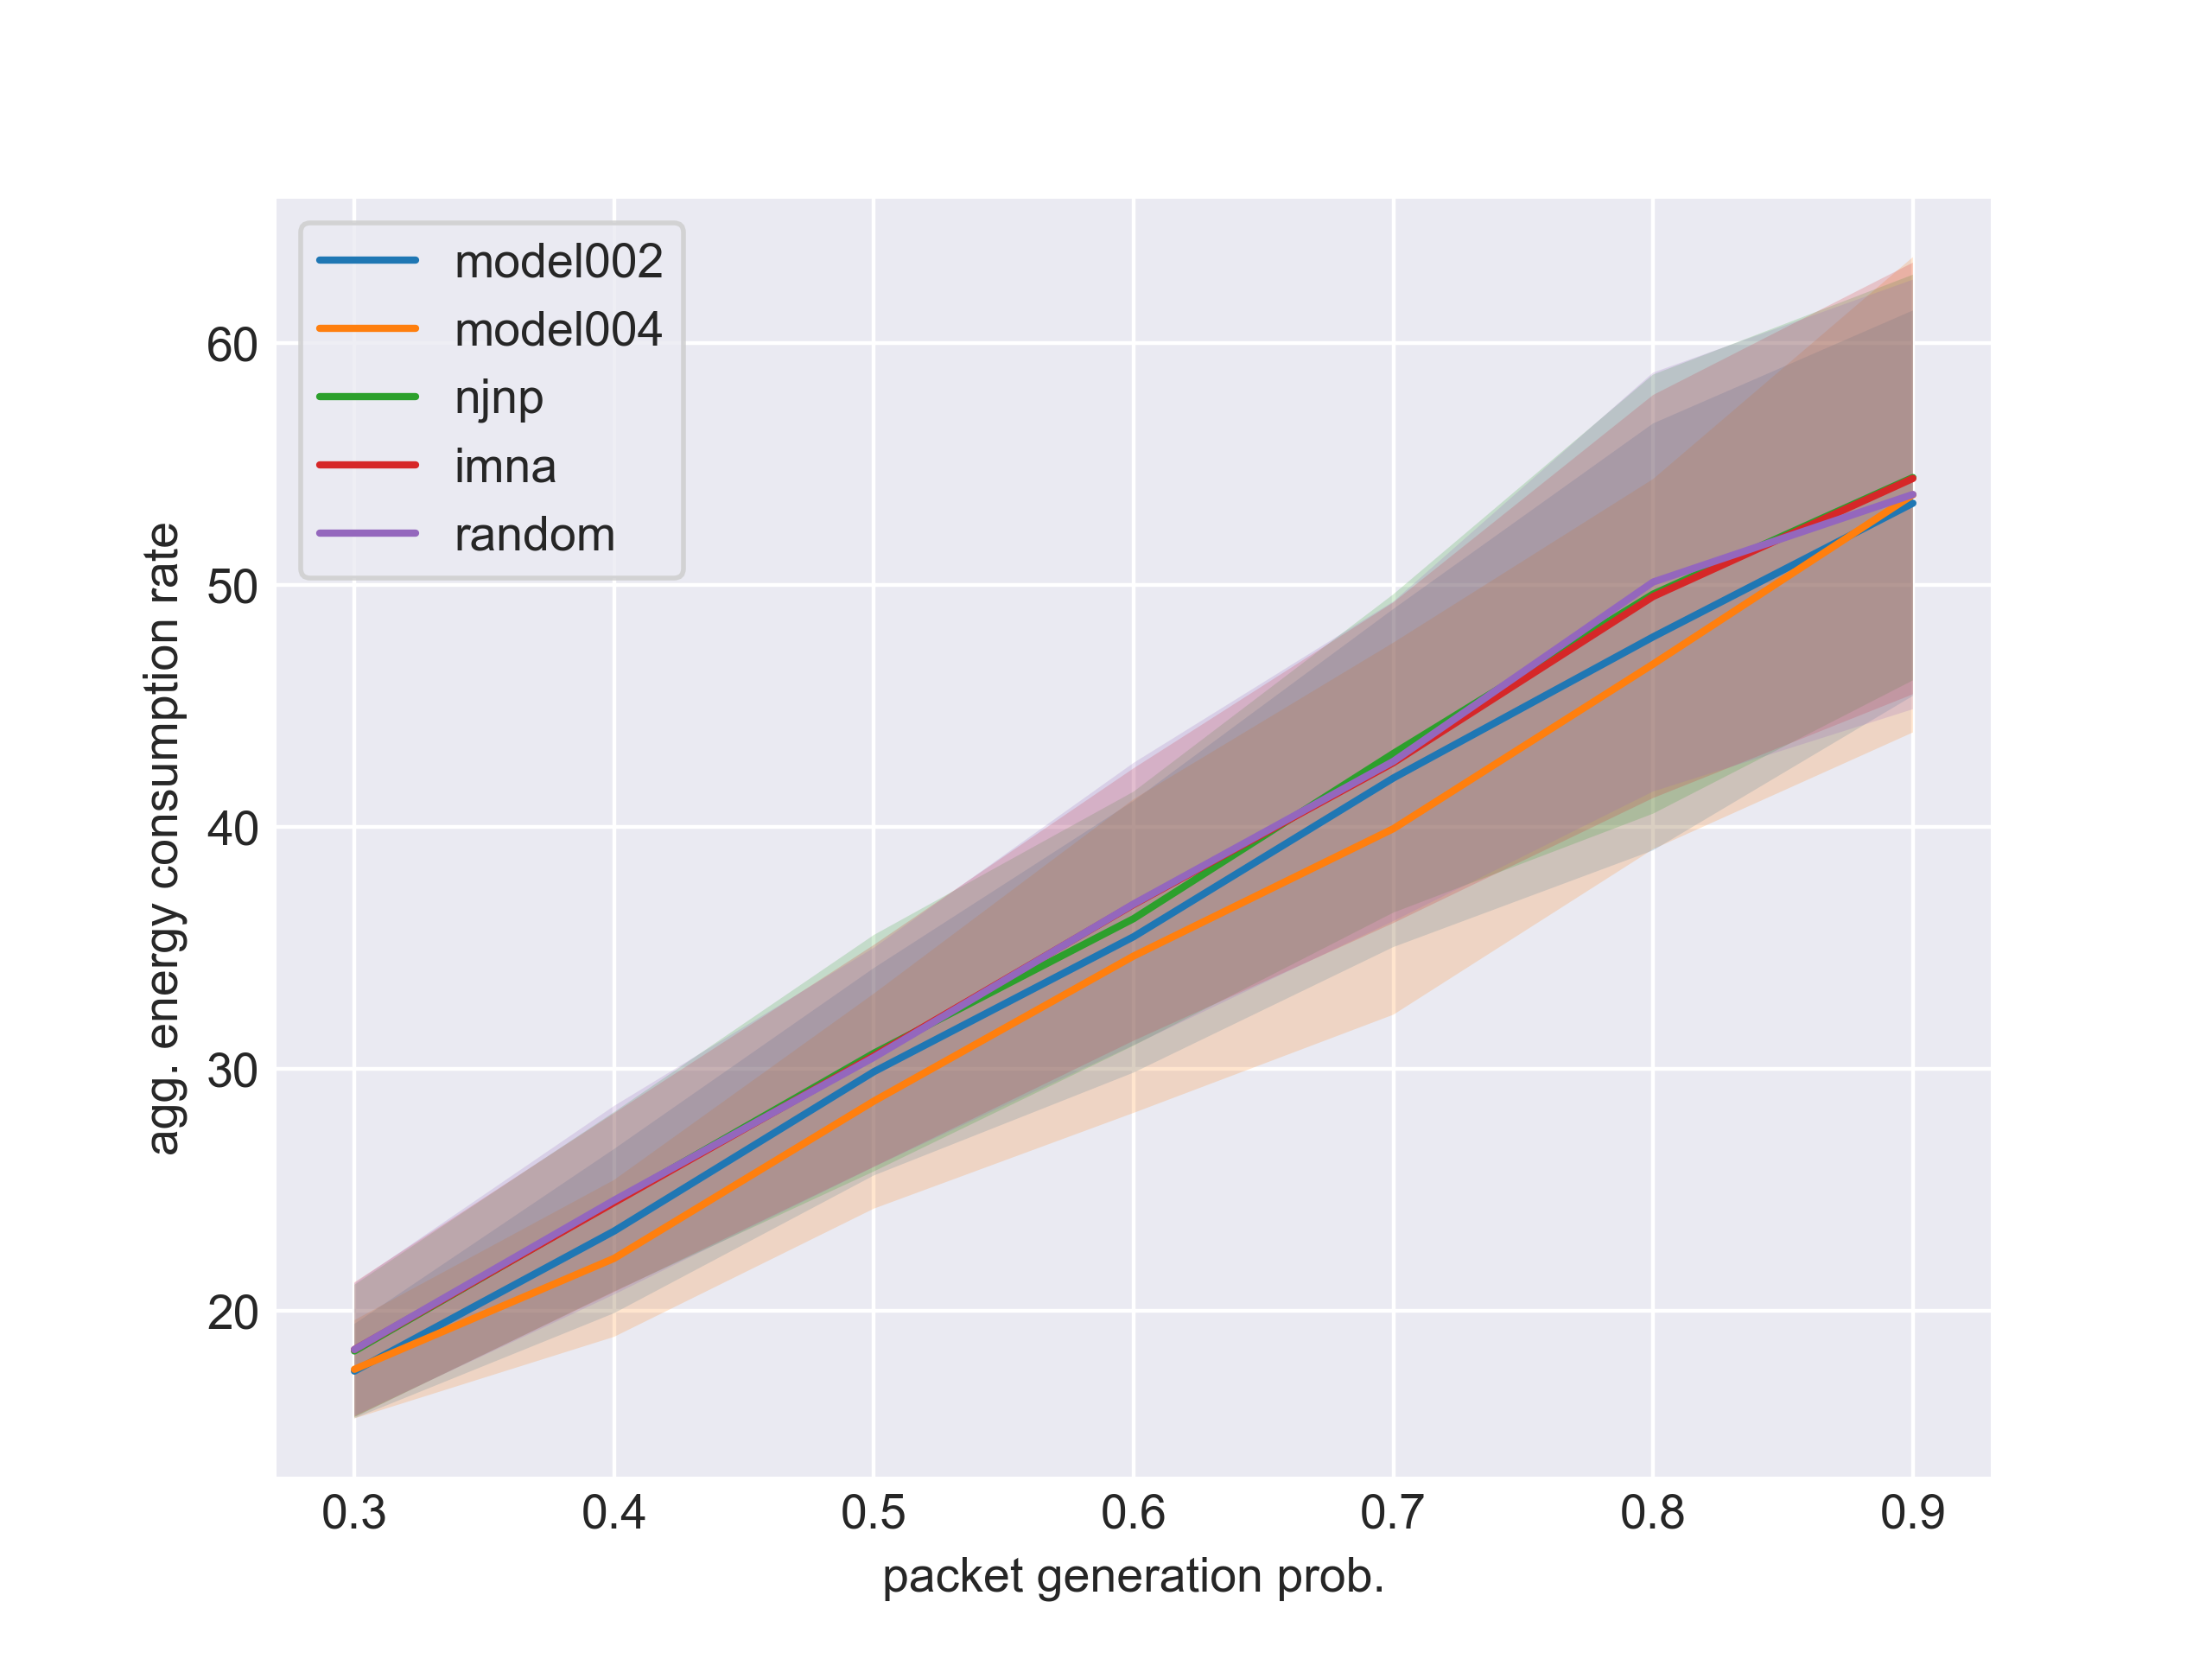 model002
model004
njnp
imna
random
60
50
40
30
20
agg. energy consumption rate
0.3 0.4 0.5 0.6 0.7 0.8 0.9
packet generation prob.